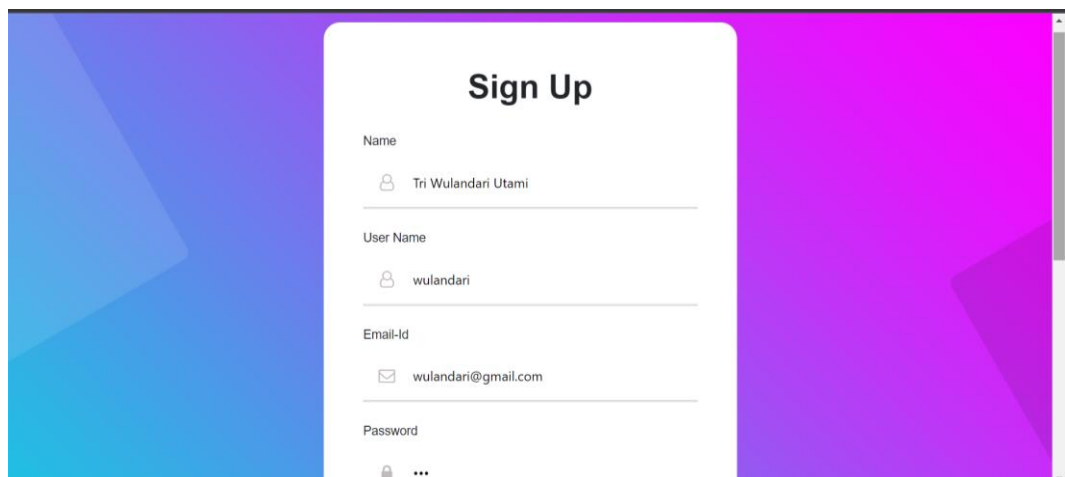 Sign Up
Name
Tri Wulandari Utami
User Name
wulandari
Email-Id
wulandari@gmail.com
Password
•••